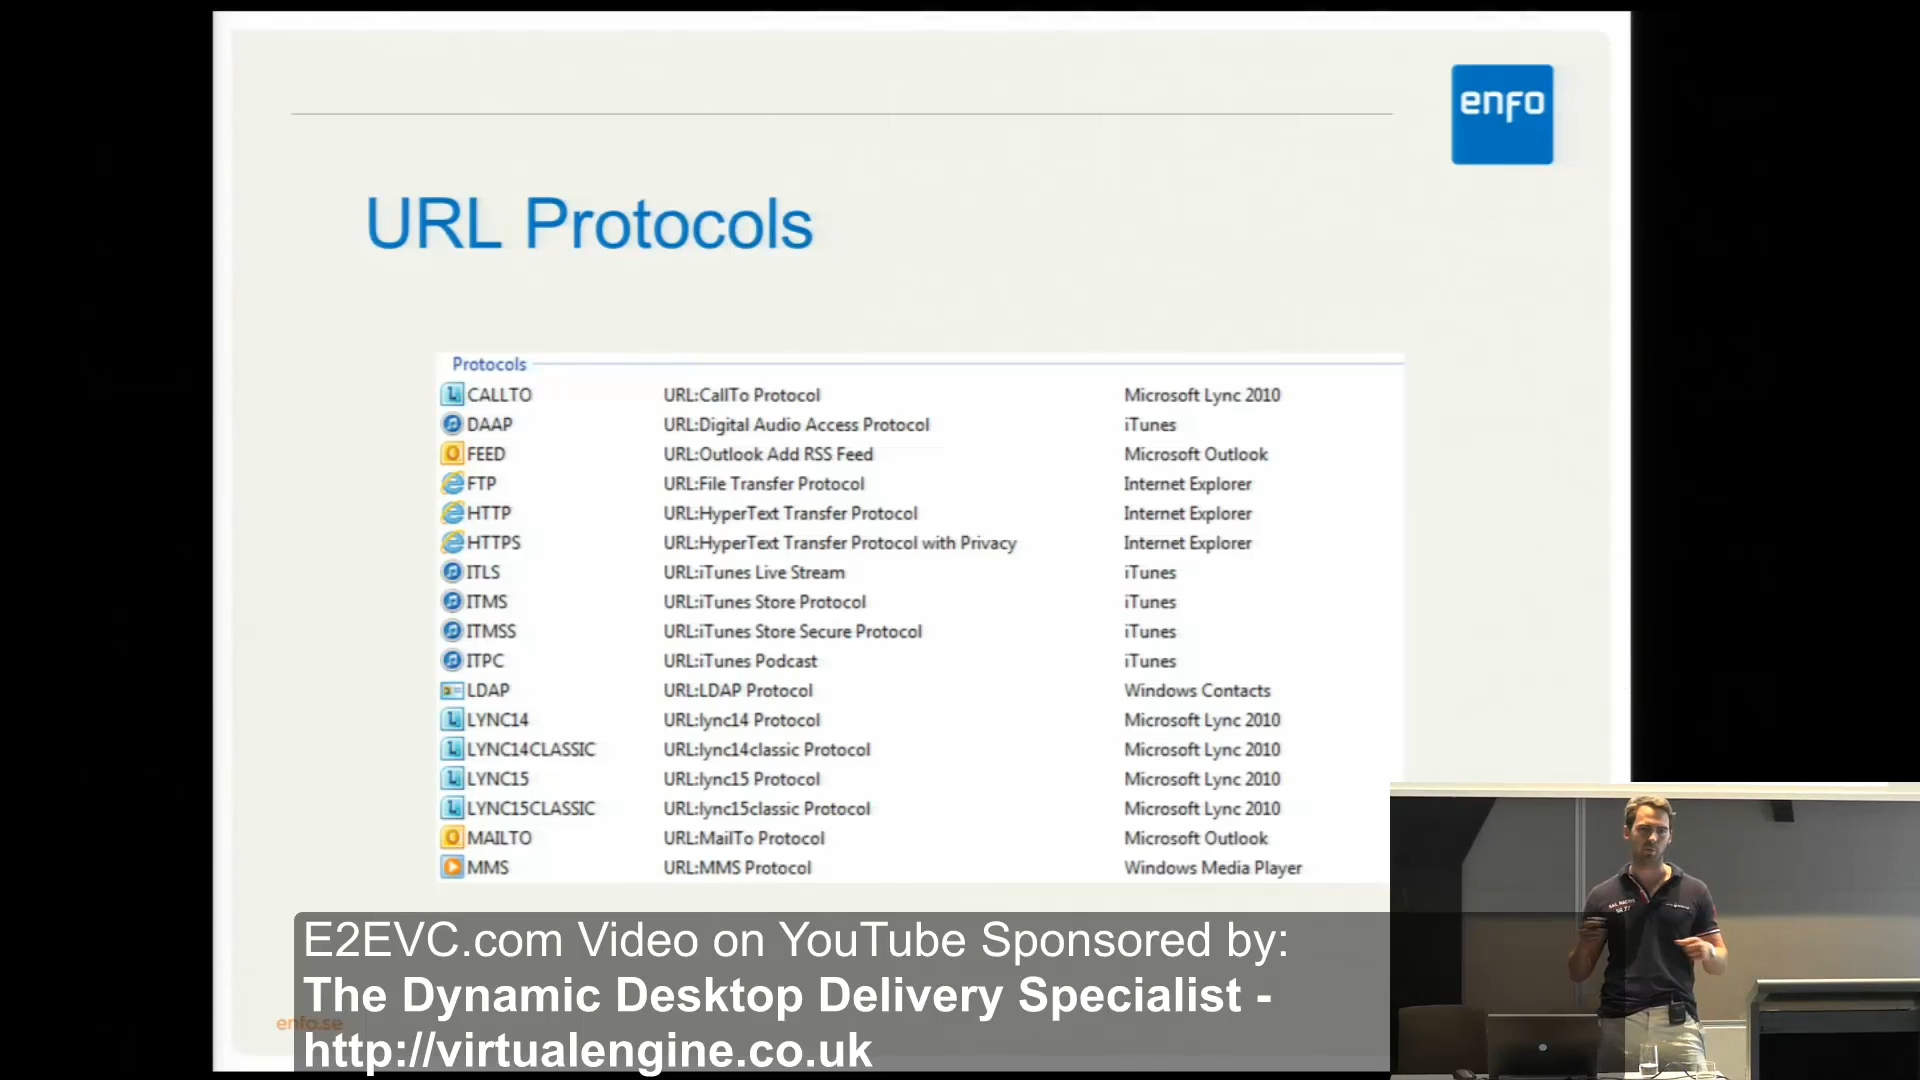 enfo
URL Protocols
Protocols
CALLTO URL:CallTo Protocol Microsoft Lync 2010
DAAP URL:Digital Audio Access Protocol iTunes
FEED URL:Outlook Add RSS Feed Microsoft Outlook
FTP URL:File Transfer Protocol Internet Explorer
HTTP URL:HyperText Transfer Protocol Internet Explorer
HTTPS URL:HyperText Transfer Protocol with Privacy Internet Explorer
ITLS URL:iTunes Live Stream iTunes
ITMS URL:iTunes Store Protocol iTunes
ITMSS URL:iTunes Store Secure Protocol iTunes
ITPC URL:iTunes Podcast iTunes
LDAP URL:LDAP Protocol Windows Contacts
LYNC14 URL:lync14 Protocol Microsoft Lync 2010
LYNC14CLASSIC URL:lync14classic Protocol Microsoft Lync 2010
LYNC15 URL:lync15 Protocol Microsoft Lync 2010
LYNC15CLASSIC URL:lync15classic Protocol Microsoft Lync 2010
MAILTO URL:MailTo Protocol Microsoft Outlook
MMS URL:MMS Protocol Windows Media Player
E2EVC.com Video on YouTube Sponsored by:
The Dynamic Desktop Delivery Specialist -
enfo.se
http://virtualengine.co.uk